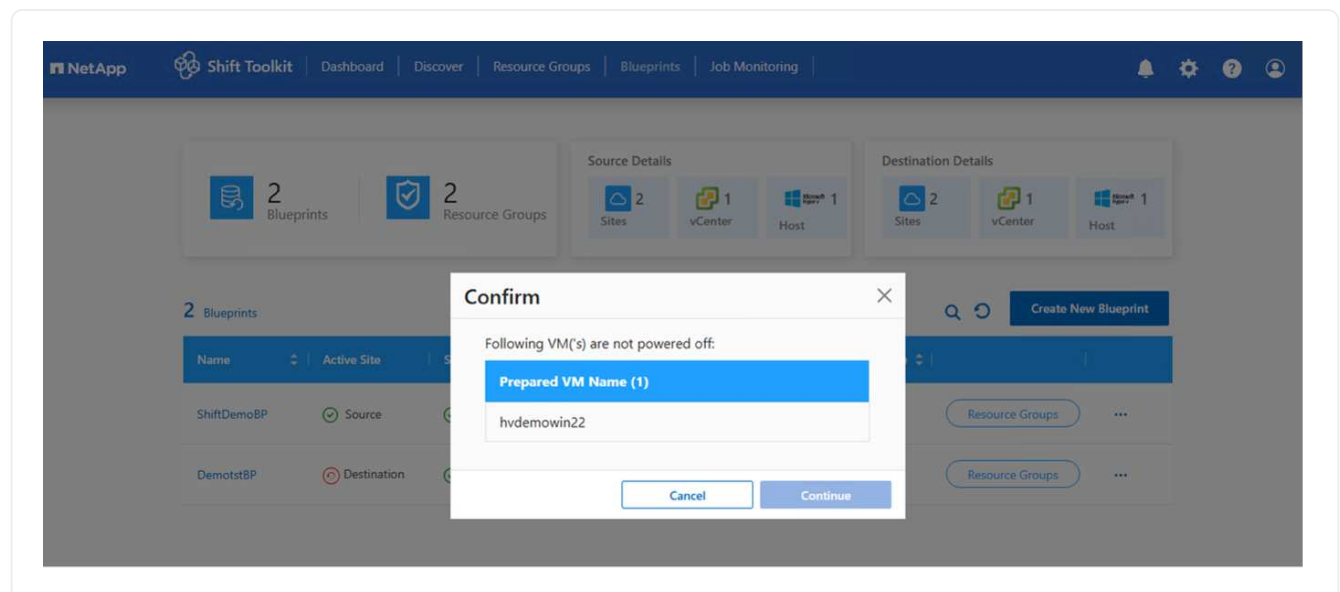 NetApp
Shift Toolkit
Dashboard
Discover
Resource Groups
Blueprints
Job Monitoring
2
Blueprints
2
Resource Groups
Source Details
2
Sites
1
vCenter
1
Host
Destination Details
2
Sites
1
vCenter
1
Host
2 Blueprints
Create New Blueprint
Name
Active Site
S
ShiftDemoBP
Source
Resource Groups
DemotstBP
Destination
Resource Groups
Confirm
Following VM('s) are not powered off:
Prepared VM Name (1)
hvdemowin22
Cancel
Continue